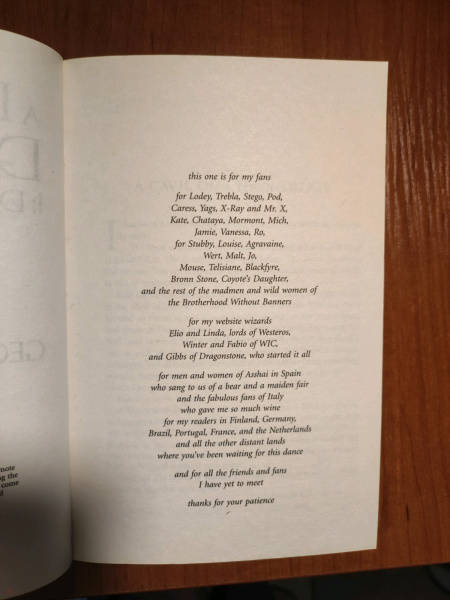 this one is for my fans
for Lodey, Trebla, Stego, Pod,
Caress, Yags, X-Ray and Mr. X,
Kate, Chataya, Mormont, Mich,
Jamie, Vanessa, Ro,
for Stubby, Louise, Agravaine,
Wert, Malt, Jo,
Mouse, Telisiane, Blackfyre,
Bronn Stone, Coyote's Daughter,
and the rest of the madmen and wild women of
the Brotherhood Without Banners
for my website wizards
Elio and Linda, lords of Westeros,
Winter and Fabio of WIC,
and Gibbs of Dragonstone, who started it all
for men and women of Asshai in Spain
who sang to us of a bear and a maiden fair
and the fabulous fans of Italy
who gave me so much wine
for my readers in Finland, Germany,
Brazil, Portugal, France, and the Netherlands
and all the other distant lands
where you've been waiting for this dance
and for all the friends and fans
I have yet to meet
thanks for your patience
mote
g the
come
d